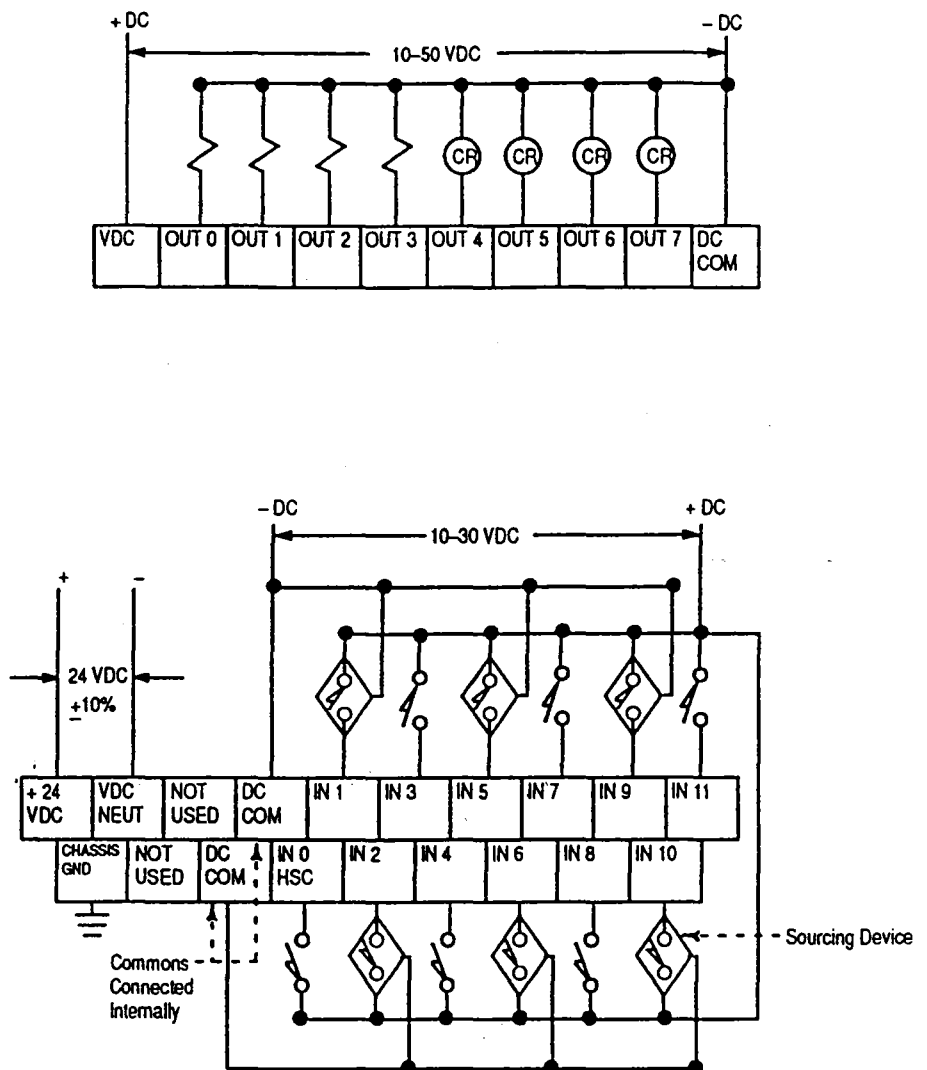 + DC
– DC
10–50 VDC
CR
CR
CR
CR
VDC
OUT 0
OUT 1
OUT 2
OUT 3
OUT 4
OUT 5
OUT 6
OUT 7
DC
COM
– DC
+ DC
10–30 VDC
+
–
24 VDC
±10%
+ 24
VDC
VDC
NEUT
NOT
USED
DC
COM
IN 1
IN 3
IN 5
IN 7
IN 9
IN 11
CHASSIS
GND
NOT
USED
DC
COM
IN 0
HSC
IN 2
IN 4
IN 6
IN 8
IN 10
Sourcing Device
Commons
Connected
Internally